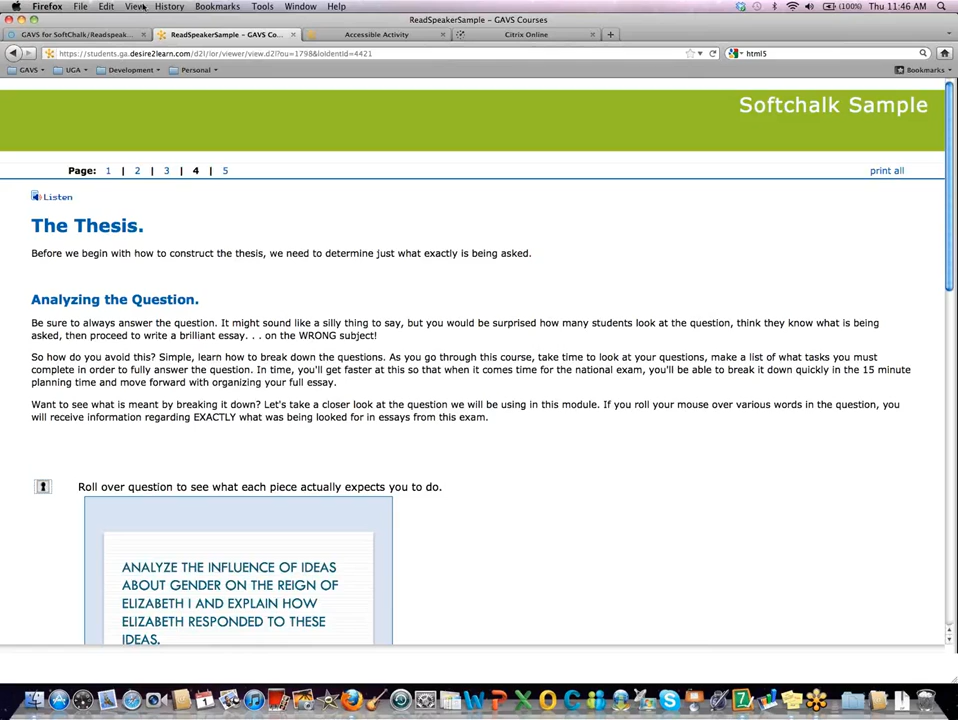 Firefox File Edit View History Bookmarks Tools Window Help (100%) Thu 11:46 AM
ReadSpeakerSample – GAVS Courses
GAVS for SoftChalk/Readspeak... ReadSpeakerSample – GAVS Co... Accessible Activity Citrix Online
https://students.ga.desire2learn.com/d2l/lor/viewer/view.d2l?ou=1798&loIdentId=4421 html5
GAVS UGA Development Personal Bookmarks
Softchalk Sample
Page: 1 | 2 | 3 | 4 | 5 print all
Listen
The Thesis.
Before we begin with how to construct the thesis, we need to determine just what exactly is being asked.
Analyzing the Question.
Be sure to always answer the question. It might sound like a silly thing to say, but you would be surprised how many students look at the question, think they know what is being
asked, then proceed to write a brilliant essay. . . on the WRONG subject!
So how do you avoid this? Simple, learn how to break down the questions. As you go through this course, take time to look at your questions, make a list of what tasks you must
complete in order to fully answer the question. In time, you'll get faster at this so that when it comes time for the national exam, you'll be able to break it down quickly in the 15 minute
planning time and move forward with organizing your full essay.
Want to see what is meant by breaking it down? Let's take a closer look at the question we will be using in this module. If you roll your mouse over various words in the question, you
will receive information regarding EXACTLY what was being looked for in essays from this exam.
Roll over question to see what each piece actually expects you to do.
ANALYZE THE INFLUENCE OF IDEAS
ABOUT GENDER ON THE REIGN OF
ELIZABETH I AND EXPLAIN HOW
ELIZABETH RESPONDED TO THESE
IDEAS.